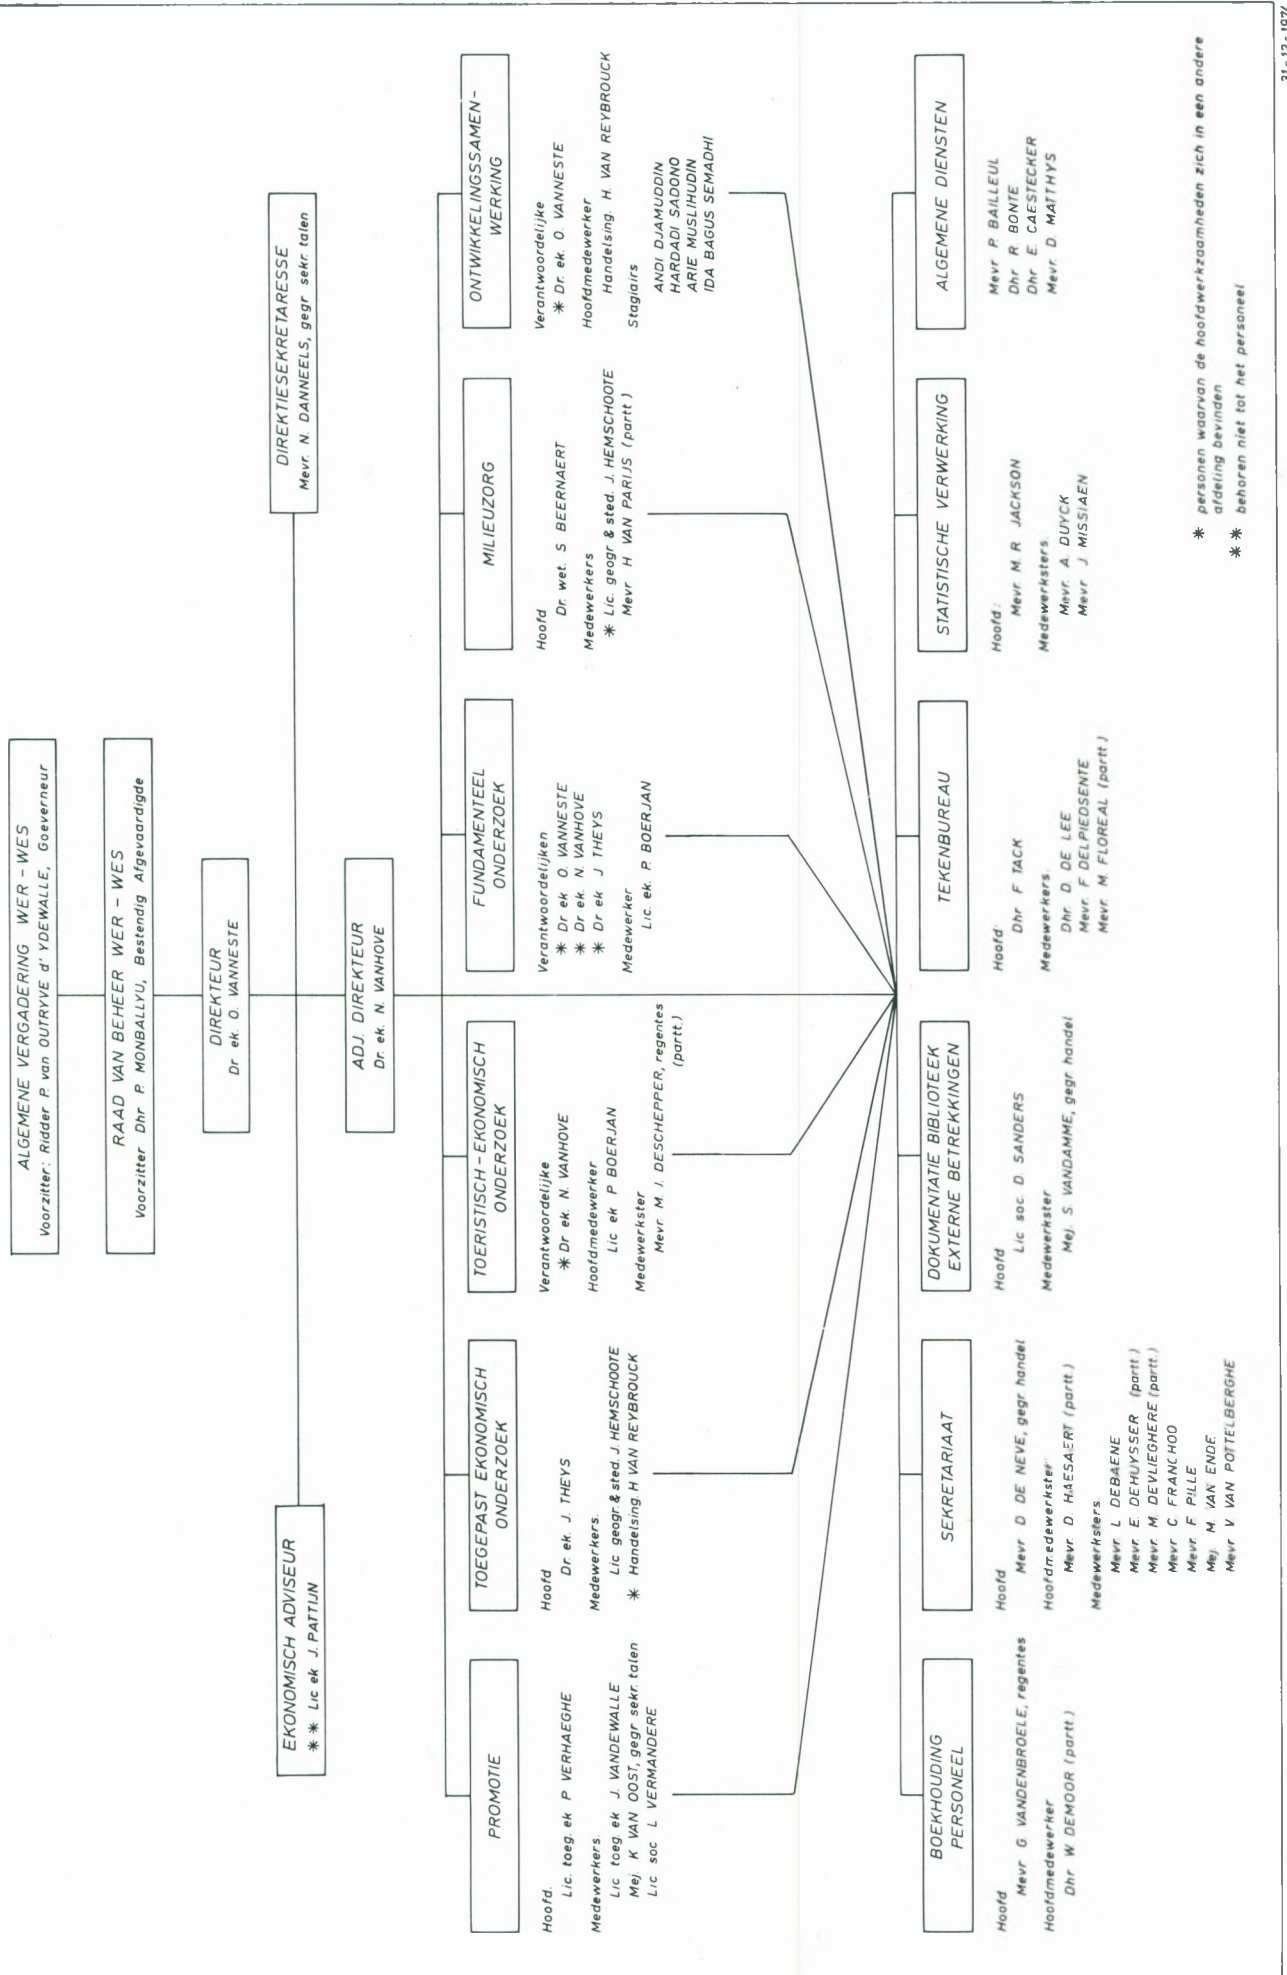 ALGEMENE VERGADERING WER - WES
Voorzitter: Ridder P. van OUTRYVE d' YDEWALLE, Goeverneur
RAAD VAN BEHEER WER - WES
Voorzitter Dhr P. MONBALLYU, Bestendig Afgevaardigde
DIREKTEUR
Dr ek. O. VANNESTE
EKONOMISCH ADVISEUR
** Lic ek J. PATTIJN
DIREKTIESEKRETARESSE
Mevr. N. DANNEELS, gegr sekr. talen
ADJ. DIREKTEUR
Dr. ek. N. VANHOVE
PROMOTIE
Hoofd.
Lic. toeg. ek P VERHAEGHE
Medewerkers.
Lic toeg. ek J. VANDEWALLE
Mej. K VAN OOST, gegr sekr. talen
Lic soc L VERMANDERE
TOEGEPAST EKONOMISCH
ONDERZOEK
Hoofd
Dr. ek. J. THEYS
Medewerkers.
Lic geogr. & sted. J. HEMSCHOOTE
* Handelsing. H VAN REYBROUCK
TOERISTISCH - EKONOMISCH
ONDERZOEK
Verantwoordelijke
* Dr ek. N. VANHOVE
Hoofdmedewerker
Lic ek P BOERJAN
Medewerkster
Mevr. M. J. DESCHEPPER, regentes
(partt.)
FUNDAMENTEEL
ONDERZOEK
Verantwoordelijken
* Dr ek O. VANNESTE
* Dr ek. N. VANHOVE
* Dr ek J THEYS
Medewerker
Lic. ek. P. BOERJAN
MILIEUZORG
Hoofd
Dr. wet. S BEERNAERT
Medewerkers
* Lic. geogr & sted. J. HEMSCHOOTE
Mevr H VAN PARIJS (partt )
ONTWIKKELINGSSAMEN-
WERKING
Verantwoordelijke
* Dr. ek. O. VANNESTE
Hoofdmedewerker
Handelsing. H. VAN REYBROUCK
Stagiairs
ANDI DJAMUDDIN
HARDADI SADONO
ARIE MUSLIHUDIN
IDA BAGUS SEMADHI
BOEKHOUDING
PERSONEEL
Hoofd
Mevr G VANDENBROELE, regentes
Hoofdmedewerker
Dhr W. DEMOOR (partt.)
SEKRETARIAAT
Hoofd
Mevr D DE NEVE, gegr handel
Hoofdmedewerkster
Mevr. D. HAESAERT (partt.)
Medewerksters
Mevr. L DEBAENE
Mevr. E. DEHUYSSER (partt.)
Mevr. M. DEVLIEGHERE (partt.)
Mevr C. FRANCHOO
Mevr. F PILLE
Mej. M. VAN ENDE
Mevr V VAN POTTELBERGHE
DOKUMENTATIE BIBLIOTEEK
EXTERNE BETREKKINGEN
Hoofd
Lic soc. D. SANDERS
Medewerkster
Mej. S. VANDAMME, gegr handel
TEKENBUREAU
Hoofd:
Dhr F TACK
Medewerkers.
Dhr. D. DE LEE
Mevr. F DELPIEDSENTE
Mevr. M. FLOREAL (partt )
STATISTISCHE VERWERKING
Hoofd :
Mevr. M. R JACKSON
Medewerksters
Mevr. A. DUYCK
Mevr J MISSIAEN
ALGEMENE DIENSTEN
Mevr P BAILLEUL
Dhr R BONTE
Dhr E. CAESTECKER
Mevr. D. MATTHYS
* personen waarvan de hoofdwerkzaamheden zich in een andere
afdeling bevinden
** behoren niet tot het personeel